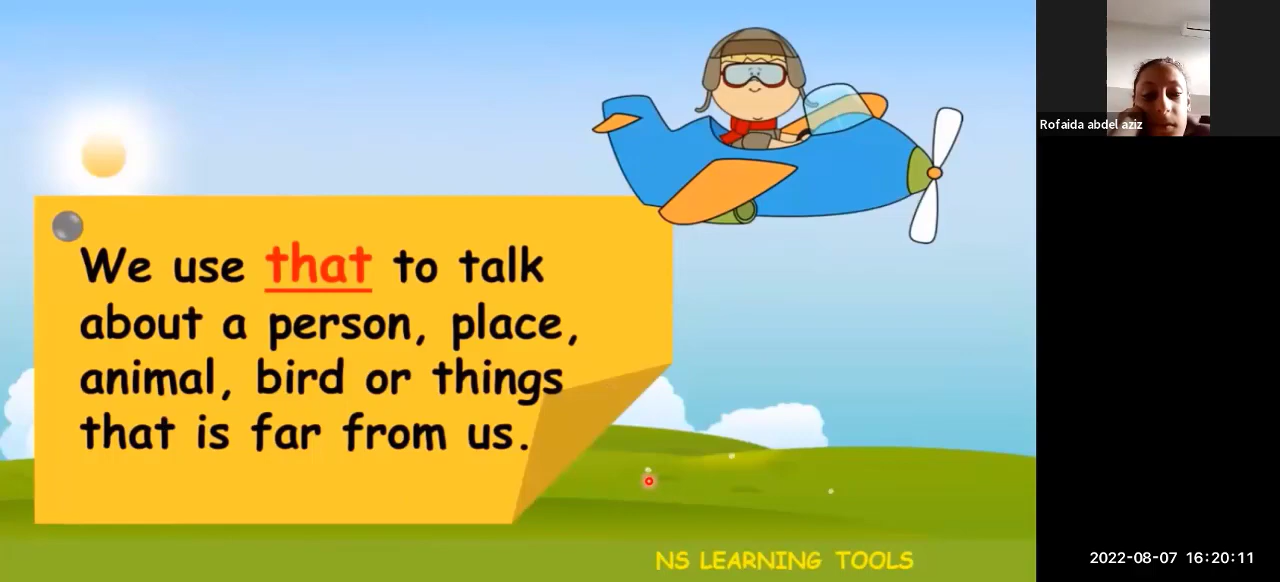 We use that to talk
about a person, place,
animal, bird or things
that is far from us.
NS LEARNING TOOLS
Rofaida abdel aziz
2022-08-07 16:20:11